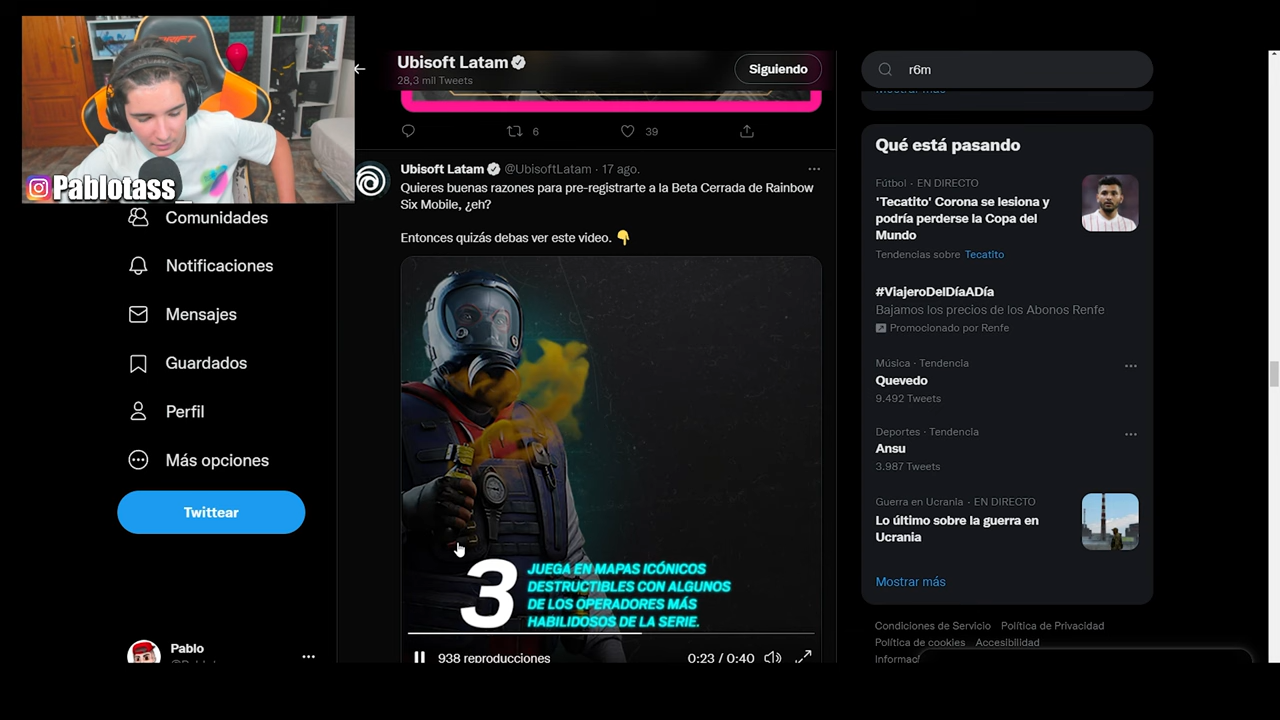 Pablotass_
Comunidades
Notificaciones
Mensajes
Guardados
Perfil
Más opciones
Twittear
Pablo
Ubisoft Latam
28,3 mil Tweets
Siguiendo
6
39
Ubisoft Latam @UbisoftLatam · 17 ago.
Quieres buenas razones para pre-registrarte a la Beta Cerrada de Rainbow
Six Mobile, ¿eh?
Entonces quizás debas ver este video. 👇
3
JUEGA EN MAPAS ICÓNICOS
DESTRUCTIBLES CON ALGUNOS
DE LOS OPERADORES MÁS
HABILIDOSOS DE LA SERIE.
938 reproducciones
0:23 / 0:40
r6m
Mostrar más
Qué está pasando
Fútbol · EN DIRECTO
'Tecatito' Corona se lesiona y
podría perderse la Copa del
Mundo
Tendencias sobre Tecatito
#ViajeroDelDíaADía
Bajamos los precios de los Abonos Renfe
Promocionado por Renfe
Música · Tendencia
Quevedo
9.492 Tweets
Deportes · Tendencia
Ansu
3.987 Tweets
Guerra en Ucrania · EN DIRECTO
Lo último sobre la guerra en
Ucrania
Mostrar más
Condiciones de Servicio Política de Privacidad
Política de cookies Accesibilidad